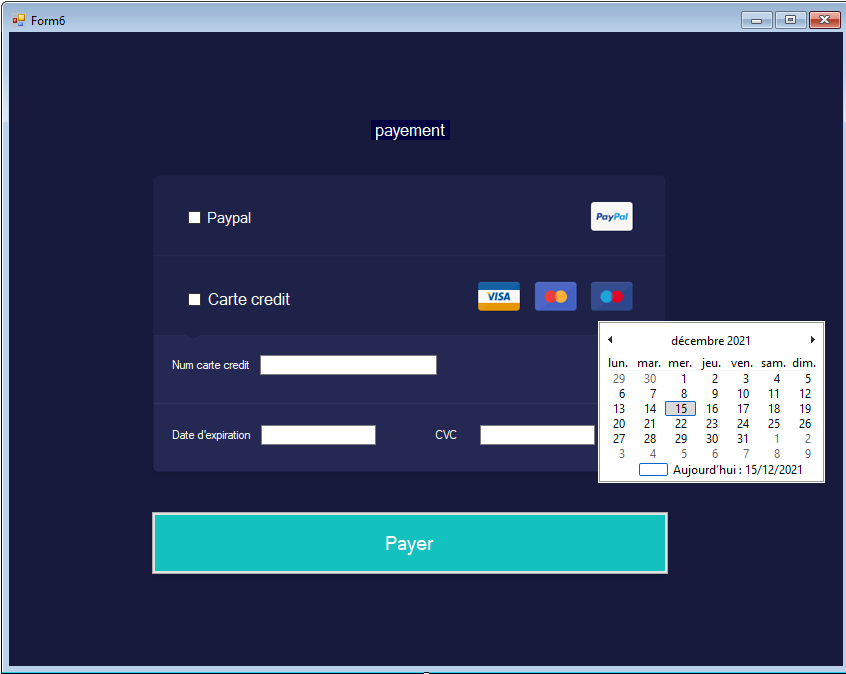 Form6
payement
Paypal
PayPal
Carte credit
VISA
décembre 2021
lun. mar. mer. jeu. ven. sam. dim.
29 30 1 2 3 4 5
6 7 8 9 10 11 12
13 14 15 16 17 18 19
20 21 22 23 24 25 26
27 28 29 30 31 1 2
3 4 5 6 7 8 9
Aujourd'hui : 15/12/2021
Num carte credit
Date d'expiration CVC
Payer